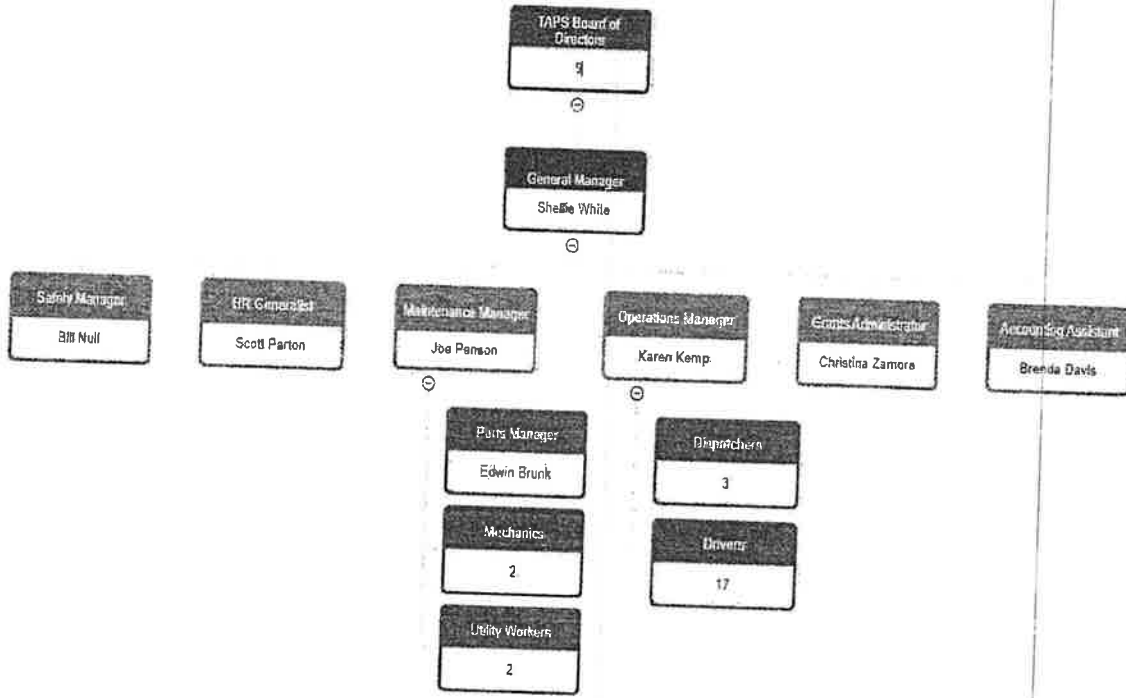 TAPS Board of
Directors
5
General Manager
Shellie White
Safety Manager
Bill Null
HR Generalist
Scott Parton
Maintenance Manager
Joe Penson
Operations Manager
Karen Kemp
Grants Administrator
Christina Zamora
Accounting Assistant
Brenda Davis
Parts Manager
Edwin Brunk
Mechanics
2
Utility Workers
2
Dispatchers
3
Drivers
17